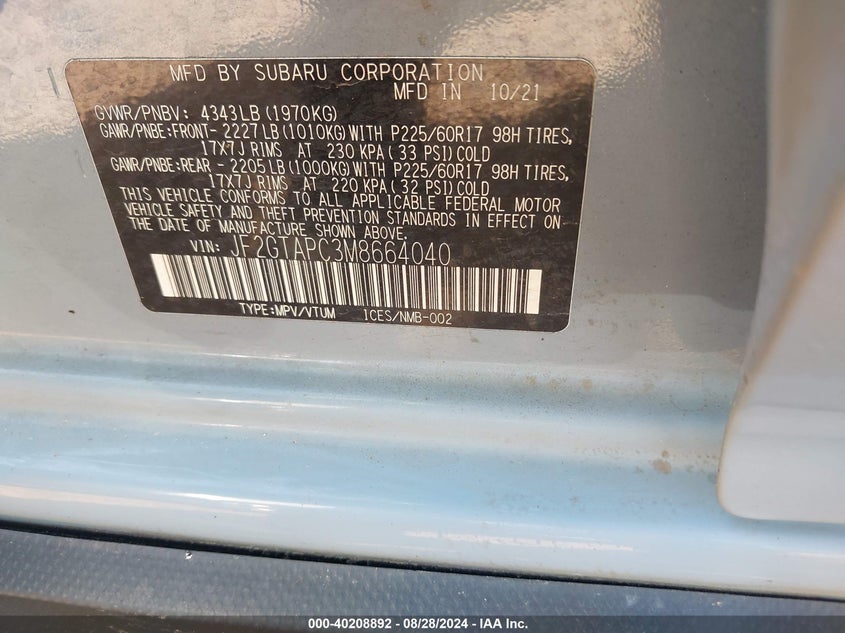 MFD BY SUBARU CORPORATION
MFD IN 10/21
GVWR/PNBV: 4343LB (1970KG)
GAWR/PNBE:FRONT- 2227LB (1010KG)WITH P225/60R17 98H TIRES,
17X7J RIMS AT 230 KPA (33 PSI)COLD
GAWR/PNBE:REAR - 2205LB (1000KG)WITH P225/60R17 98H TIRES,
17X7J RIMS AT 220 KPA (32 PSI)COLD
THIS VEHICLE CONFORMS TO ALL APPLICABLE FEDERAL MOTOR
VEHICLE SAFETY AND THEFT PREVENTION STANDARDS IN EFFECT ON
THE DATE OF MANUFACTURE SHOWN ABOVE.
VIN: JF2GTAPC3M8664040
TYPE:MPV/VTUM ICES/NMB-002
000-40208892 - 08/28/2024 - IAA Inc.